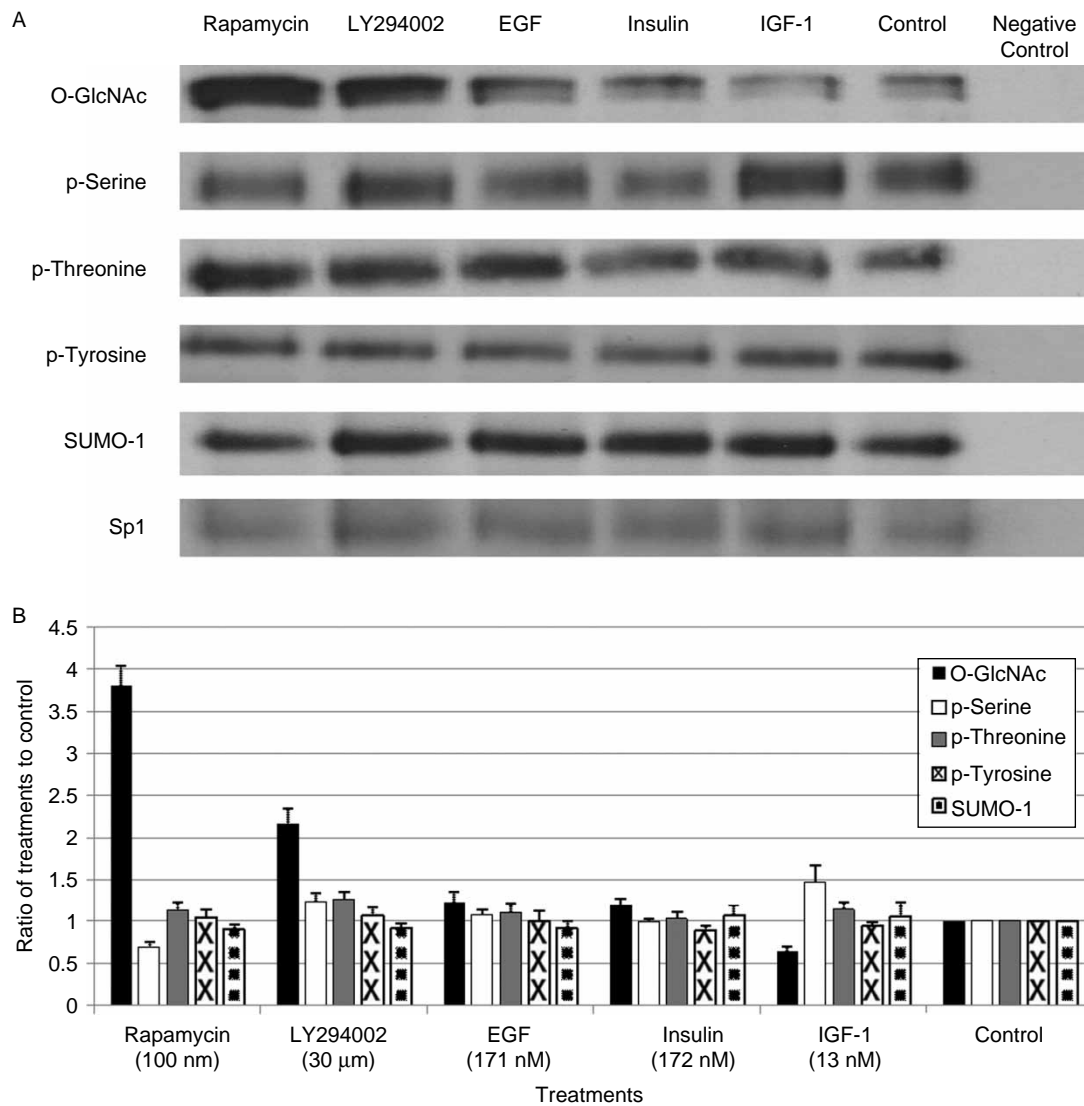 A
Rapamycin LY294002 EGF Insulin IGF-1 Control Negative
Control
O-GlcNAc
p-Serine
p-Threonine
p-Tyrosine
SUMO-1
Sp1
B
Ratio of treatments to control
4.5
4
3.5
3
2.5
2
1.5
1
0.5
0
O-GlcNAc
p-Serine
p-Threonine
p-Tyrosine
SUMO-1
Rapamycin LY294002 EGF Insulin IGF-1 Control
(100 nm) (30 μm) (171 nM) (172 nM) (13 nM)
Treatments